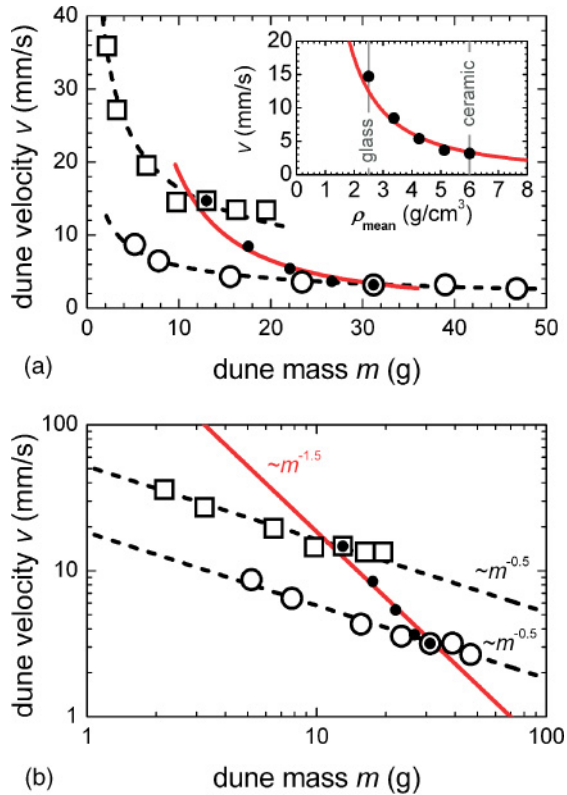 40
30
20
10
0
dune velocity v (mm/s)
0 10 20 30 40 50
dune mass m (g)
(a)
20
15
10
5
0
v (mm/s)
glass
ceramic
0 1 2 3 4 5 6 7 8
ρmean (g/cm³)
100
10
1
dune velocity v (mm/s)
~m⁻¹·⁵
~m⁻⁰·⁵
~m⁻⁰·⁵
1 10 100
dune mass m (g)
(b)